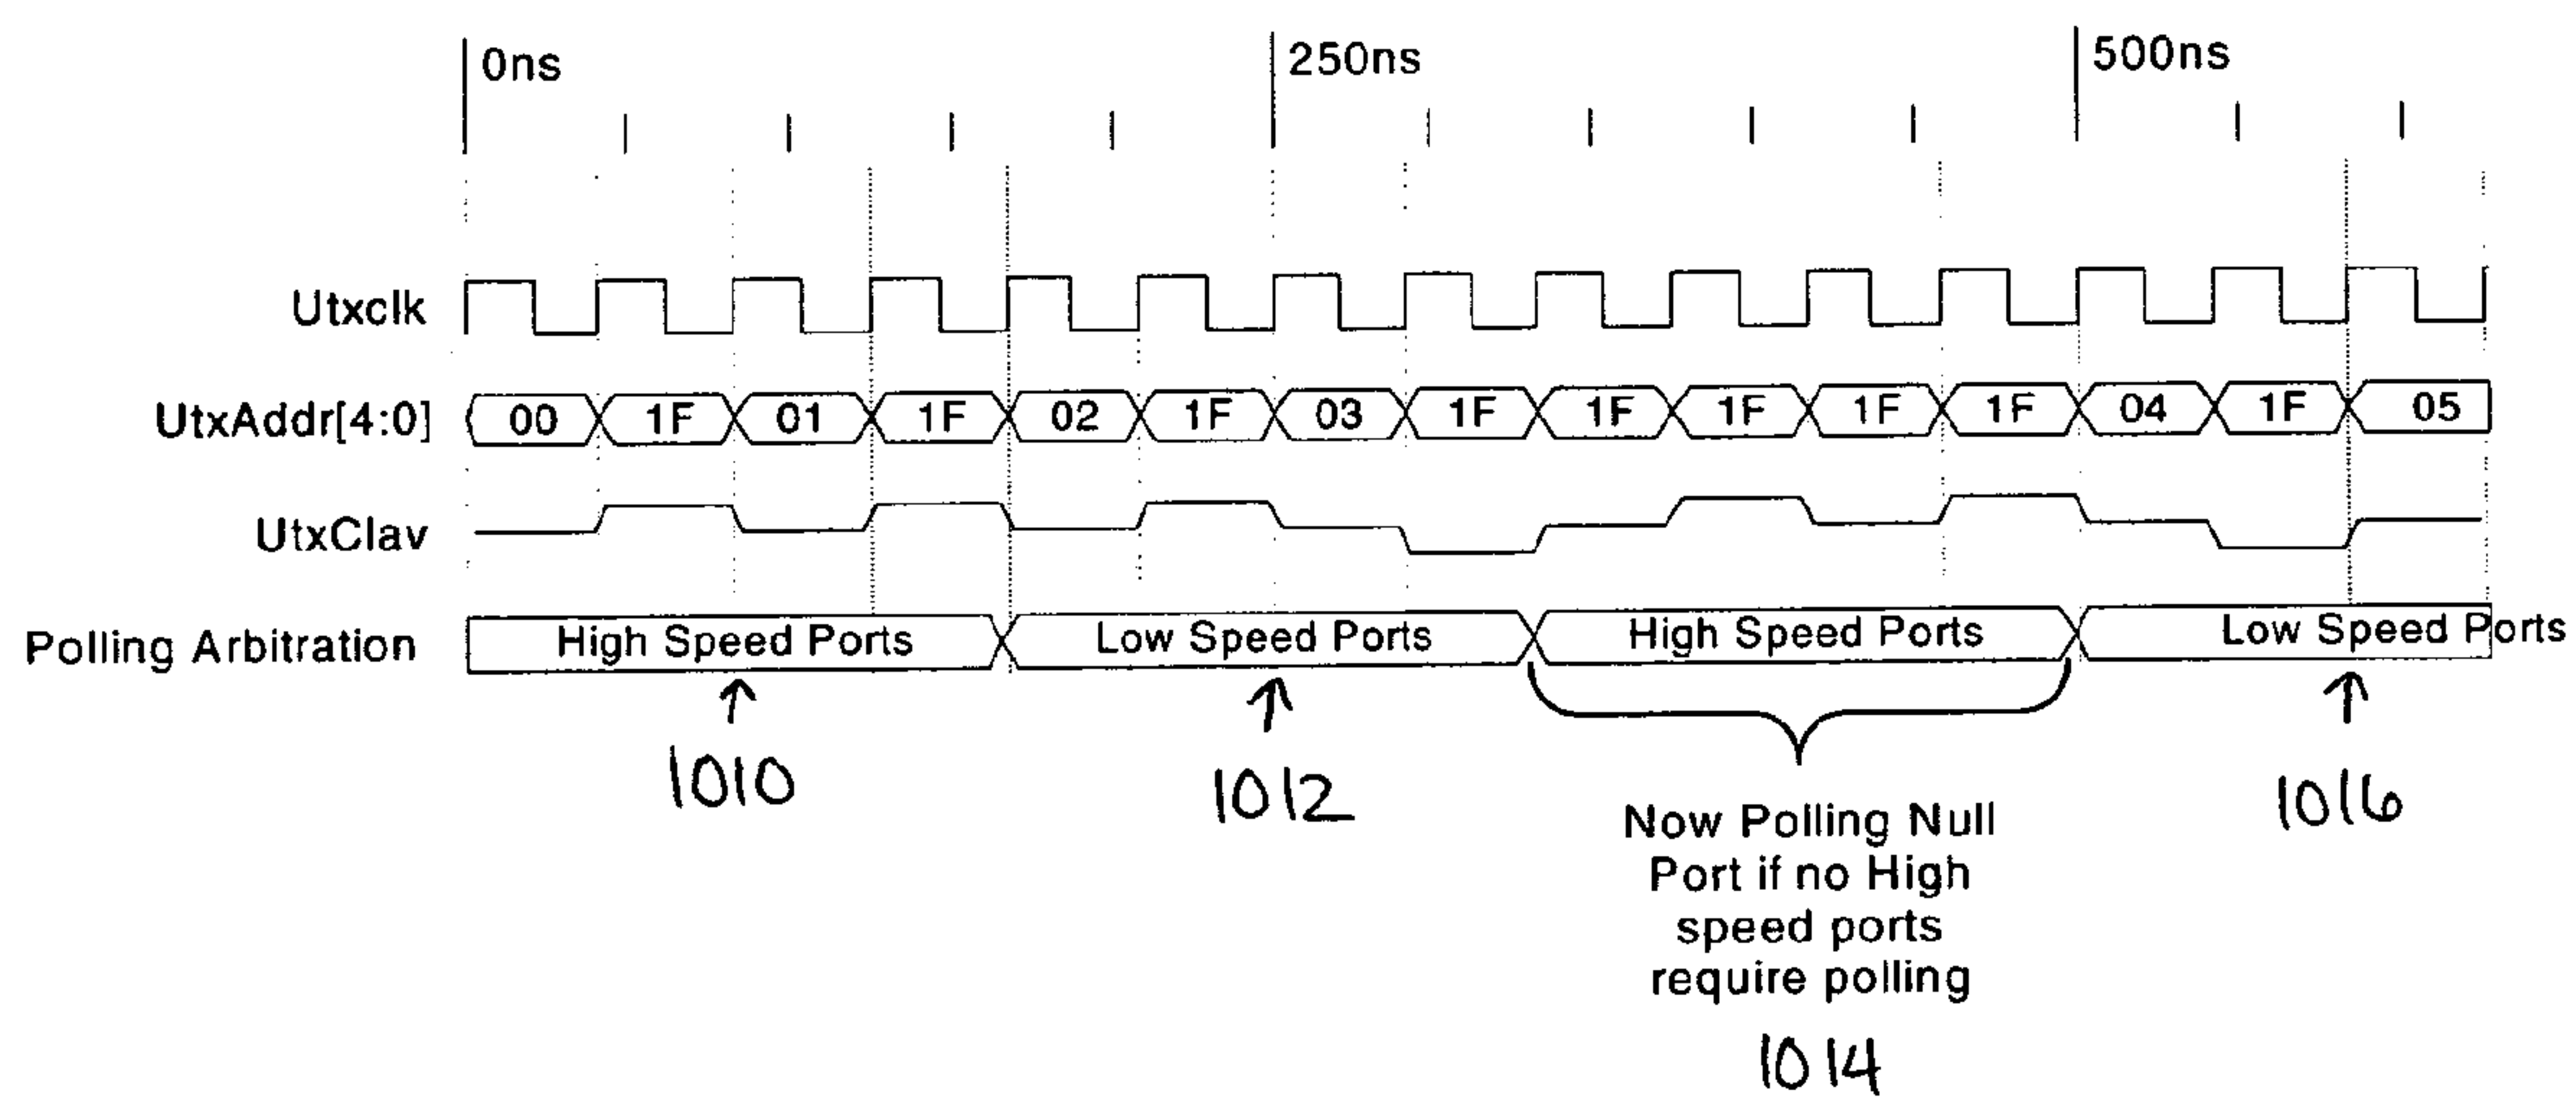 0ns 250ns 500ns
Utxclk
UtxAddr[4:0] 00 1F 01 1F 02 1F 03 1F 1F 1F 1F 1F 04 1F 05
UtxClav
Polling Arbitration High Speed Ports Low Speed Ports High Speed Ports Low Speed Ports
1010 1012 1016
Now Polling Null
Port if no High
speed ports
require polling
1014